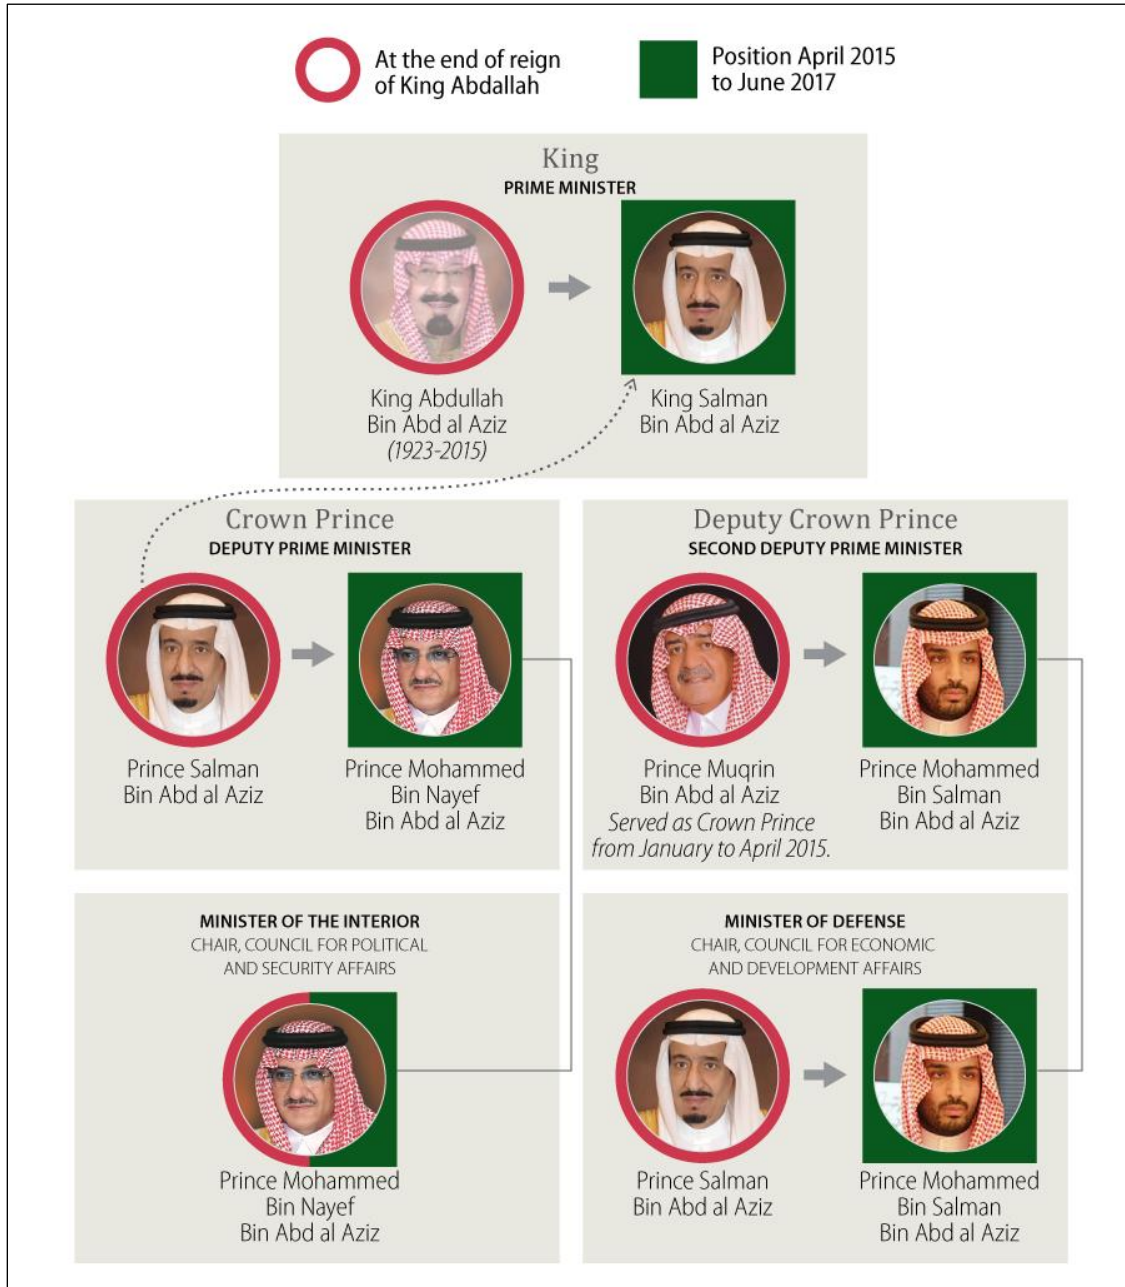 At the end of reign
of King Abdallah
Position April 2015
to June 2017
King
PRIME MINISTER
King Abdullah
Bin Abd al Aziz
(1923-2015)
King Salman
Bin Abd al Aziz
Crown Prince
DEPUTY PRIME MINISTER
Prince Salman
Bin Abd al Aziz
Prince Mohammed
Bin Nayef
Bin Abd al Aziz
Deputy Crown Prince
SECOND DEPUTY PRIME MINISTER
Prince Muqrin
Bin Abd al Aziz
Served as Crown Prince
from January to April 2015.
Prince Mohammed
Bin Salman
Bin Abd al Aziz
MINISTER OF THE INTERIOR
CHAIR, COUNCIL FOR POLITICAL
AND SECURITY AFFAIRS
Prince Mohammed
Bin Nayef
Bin Abd al Aziz
MINISTER OF DEFENSE
CHAIR, COUNCIL FOR ECONOMIC
AND DEVELOPMENT AFFAIRS
Prince Salman
Bin Abd al Aziz
Prince Mohammed
Bin Salman
Bin Abd al Aziz